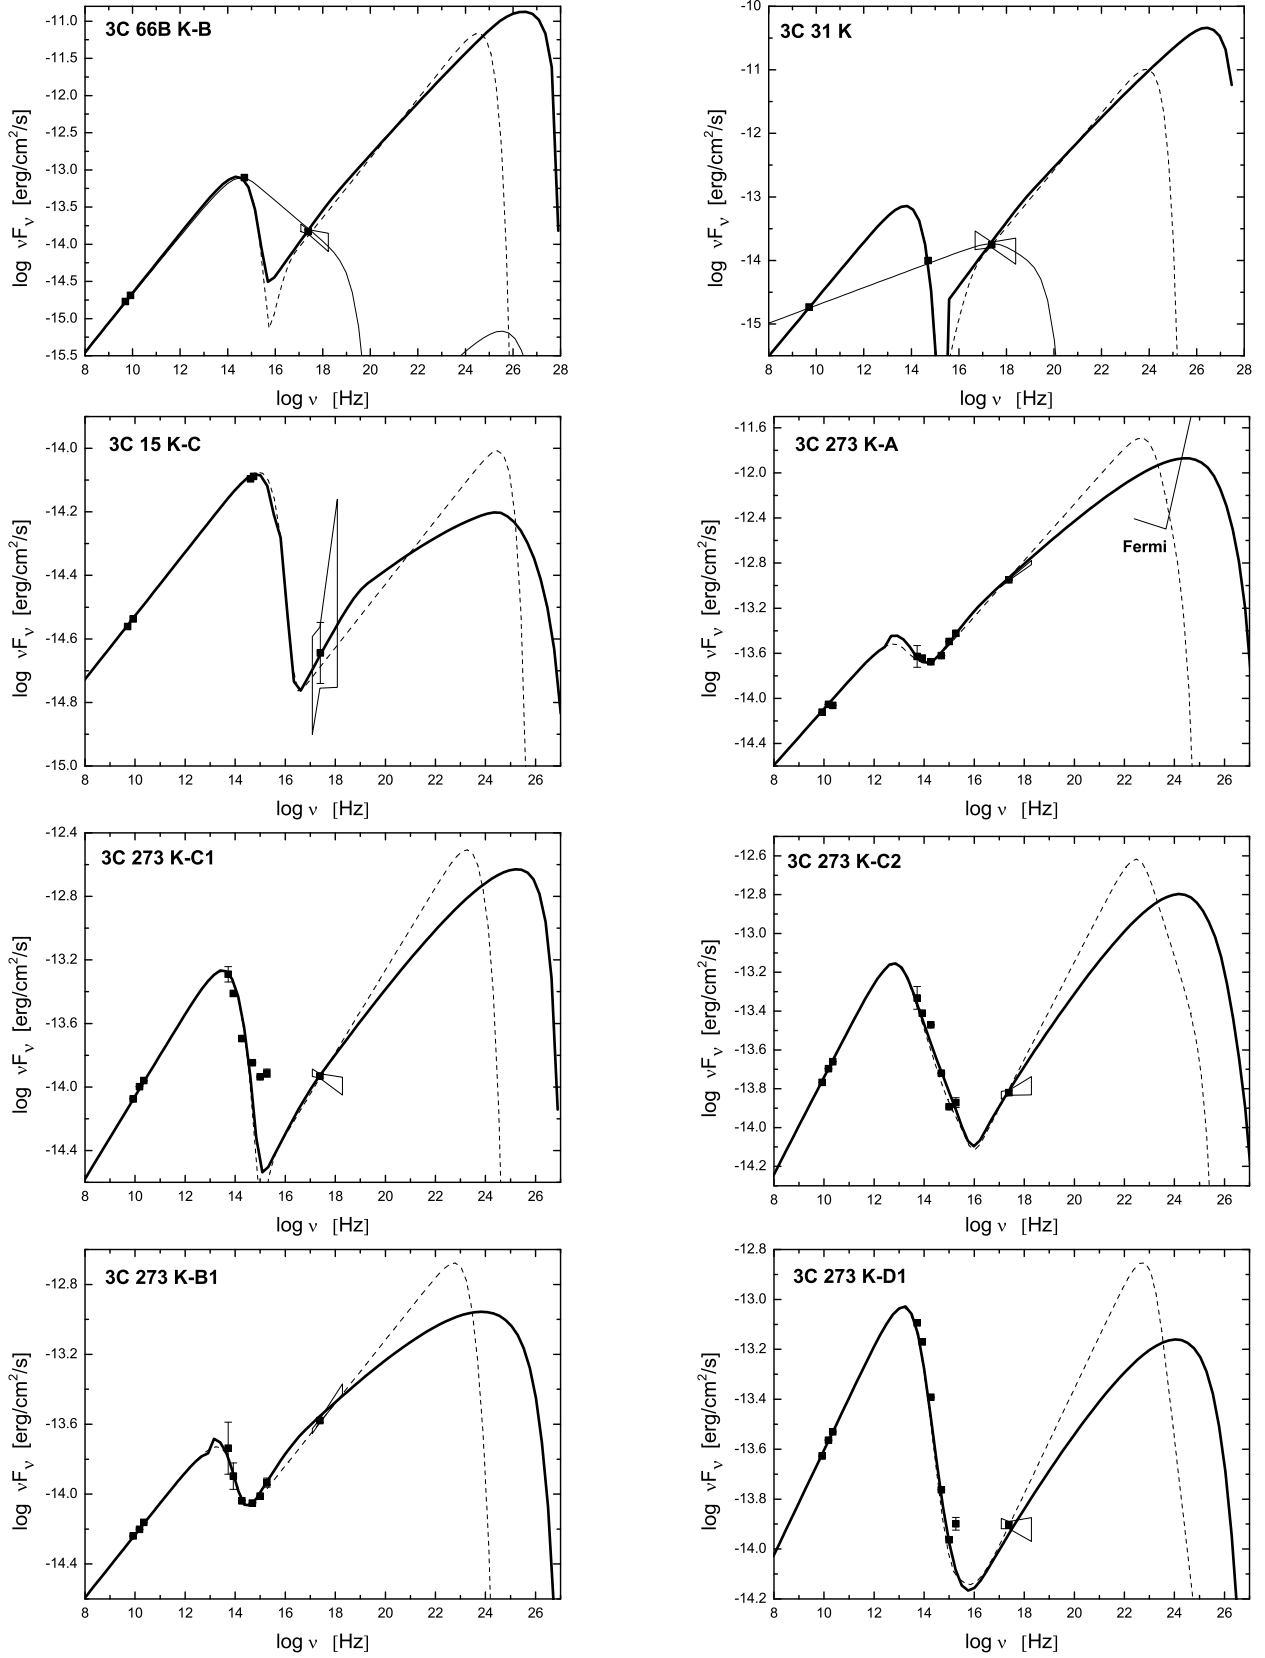 3C 66B K-B
-11.0
-11.5
-12.0
-12.5
-13.0
-13.5
-14.0
-14.5
-15.0
-15.5
8 10 12 14 16 18 20 22 24 26 28
log ν [Hz]
log νFν [erg/cm²/s]
3C 31 K
-10
-11
-12
-13
-14
-15
8 10 12 14 16 18 20 22 24 26 28
log ν [Hz]
log νFν [erg/cm²/s]
3C 15 K-C
-14.0
-14.2
-14.4
-14.6
-14.8
-15.0
8 10 12 14 16 18 20 22 24 26
log ν [Hz]
log νFν [erg/cm²/s]
3C 273 K-A
Fermi
-11.6
-12.0
-12.4
-12.8
-13.2
-13.6
-14.0
-14.4
8 10 12 14 16 18 20 22 24 26
log ν [Hz]
log νFν [erg/cm²/s]
3C 273 K-C1
-12.4
-12.8
-13.2
-13.6
-14.0
-14.4
8 10 12 14 16 18 20 22 24 26
log ν [Hz]
log νFν [erg/cm²/s]
3C 273 K-C2
-12.6
-12.8
-13.0
-13.2
-13.4
-13.6
-13.8
-14.0
-14.2
8 10 12 14 16 18 20 22 24 26
log ν [Hz]
log νFν [erg/cm²/s]
3C 273 K-B1
-12.8
-13.2
-13.6
-14.0
-14.4
8 10 12 14 16 18 20 22 24 26
log ν [Hz]
log νFν [erg/cm²/s]
3C 273 K-D1
-12.8
-13.0
-13.2
-13.4
-13.6
-13.8
-14.0
-14.2
8 10 12 14 16 18 20 22 24 26
log ν [Hz]
log νFν [erg/cm²/s]